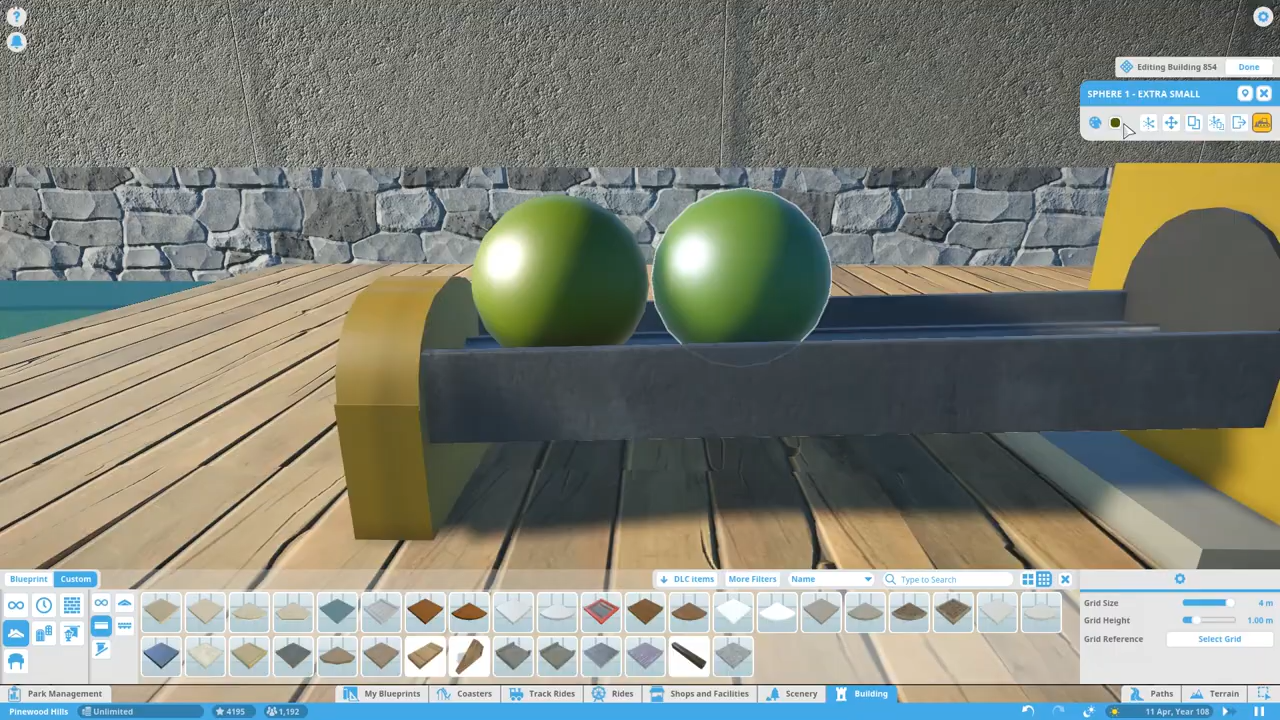 ?
Editing Building 854 Done
SPHERE 1 - EXTRA SMALL
Blueprint Custom DLC items More Filters Name Type to Search
Grid Size 4 m
Grid Height 1.00 m
Grid Reference Select Grid
Park Management My Blueprints Coasters Track Rides Rides Shops and Facilities Scenery Building Paths Terrain
Pinewood Hills Unlimited 4195 1,192 11 Apr, Year 108